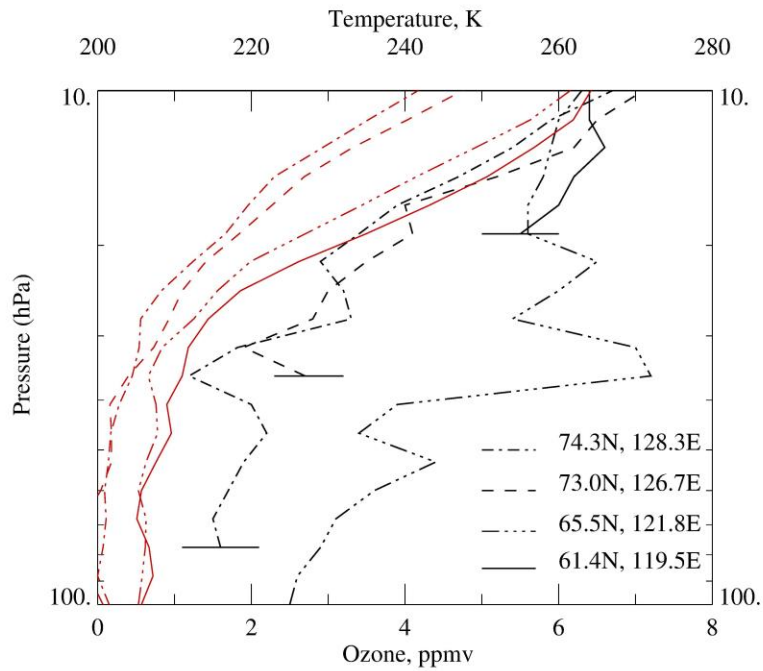 Temperature, K
200 220 240 260 280
10. 10.
Pressure (hPa)
74.3N, 128.3E
73.0N, 126.7E
65.5N, 121.8E
61.4N, 119.5E
100. 100.
0 2 4 6 8
Ozone, ppmv